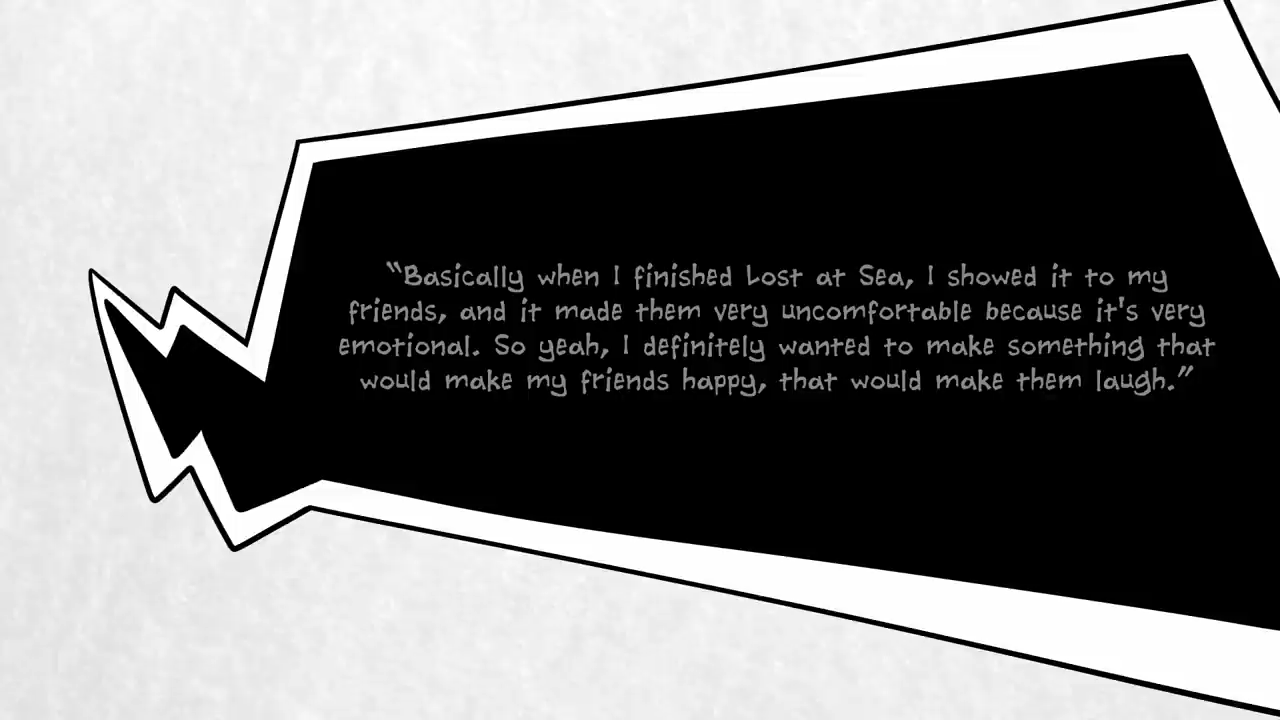 “Basically when I finished Lost at Sea, I showed it to my
friends, and it made them very uncomfortable because it's very
emotional. So yeah, I definitely wanted to make something that
would make my friends happy, that would make them laugh.”